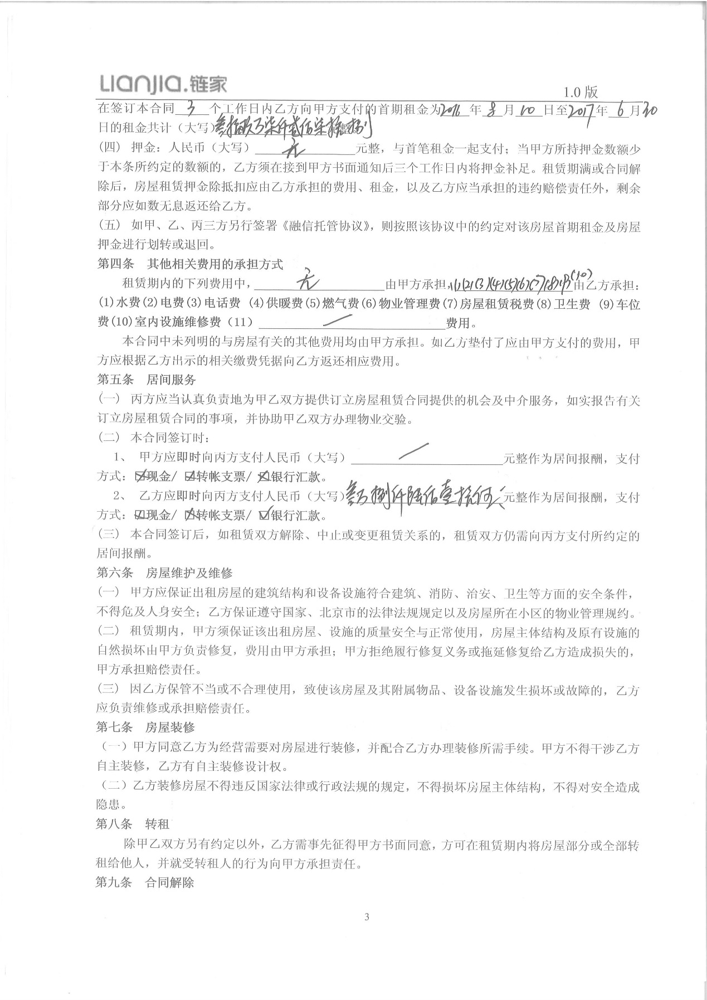 Lianjia.链家
1.0 版
在签订本合同 3 个工作日内乙方向甲方支付的首期租金为2016年 8 月 10 日至2017年 6 月30
日的租金共计（大写）叁拾 万柒仟贰佰柒拾捌
(四) 押金：人民币（大写） 无 元整，与首笔租金一起支付；当甲方所持押金数额少
于本条所约定的数额的，乙方须在接到甲方书面通知后三个工作日内将押金补足。租赁期满或合同解
除后，房屋租赁押金除抵扣应由乙方承担的费用、租金，以及乙方应当承担的违约赔偿责任外，剩余
部分应如数无息返还给乙方。
(五) 如甲、乙、丙三方另行签署《融信托管协议》，则按照该协议中的约定对该房屋首期租金及房屋
押金进行划转或退回。
第四条 其他相关费用的承担方式
租赁期内的下列费用中， 无 由甲方承担，(1)(2)(3)(4)(5)(6)(7)(8)(9)(10)由乙方承担：
(1)水费(2)电费(3)电话费 (4)供暖费(5)燃气费(6)物业管理费(7)房屋租赁税费(8)卫生费 (9)车位
费(10)室内设施维修费（11） / 费用。
本合同中未列明的与房屋有关的其他费用均由甲方承担。如乙方垫付了应由甲方支付的费用，甲
方应根据乙方出示的相关缴费凭据向乙方返还相应费用。
第五条 居间服务
(一) 丙方应当认真负责地为甲乙双方提供订立房屋租赁合同提供的机会及中介服务，如实报告有关
订立房屋租赁合同的事项，并协助甲乙双方办理物业交验。
(二) 本合同签订时：
1、 甲方应即时向丙方支付人民币（大写） / 元整作为居间报酬，支付
方式：☒现金/ ☒转帐支票/ ☒银行汇款。
2、 乙方应即时向丙方支付人民币（大写）叁万捌仟陆佰壹拾伍元 元整作为居间报酬，支付
方式：☒现金/ ☒转帐支票/ ☑银行汇款。
(三) 本合同签订后，如租赁双方解除、中止或变更租赁关系的，租赁双方仍需向丙方支付所约定的
居间报酬。
第六条 房屋维护及维修
(一) 甲方应保证出租房屋的建筑结构和设备设施符合建筑、消防、治安、卫生等方面的安全条件，
不得危及人身安全；乙方保证遵守国家、北京市的法律法规规定以及房屋所在小区的物业管理规约。
(二) 租赁期内，甲方须保证该出租房屋、设施的质量安全与正常使用，房屋主体结构及原有设施的
自然损坏由甲方负责修复，费用由甲方承担；甲方拒绝履行修复义务或拖延修复给乙方造成损失的，
甲方承担赔偿责任。
(三) 因乙方保管不当或不合理使用，致使该房屋及其附属物品、设备设施发生损坏或故障的，乙方
应负责维修或承担赔偿责任。
第七条 房屋装修
（一）甲方同意乙方为经营需要对房屋进行装修，并配合乙方办理装修所需手续。甲方不得干涉乙方
自主装修，乙方有自主装修设计权。
（二）乙方装修房屋不得违反国家法律或行政法规的规定，不得损坏房屋主体结构，不得对安全造成
隐患。
第八条 转租
除甲乙双方另有约定以外，乙方需事先征得甲方书面同意，方可在租赁期内将房屋部分或全部转
租给他人，并就受转租人的行为向甲方承担责任。
第九条 合同解除
3